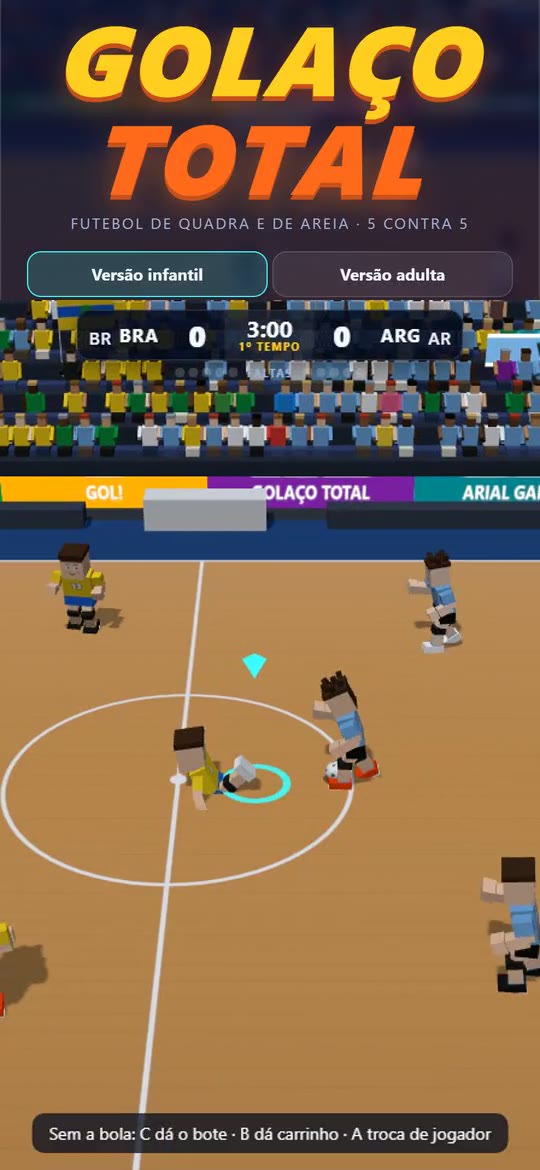 GOLAÇO
TOTAL
FUTEBOL DE QUADRA E DE AREIA · 5 CONTRA 5
Versão infantil
Versão adulta
BR BRA 0 3:00 0 ARG AR
1º TEMPO
FALTAS
GOL!
GOLAÇO TOTAL
ARIAL GA
13
Sem a bola: C dá o bote · B dá carrinho · A troca de jogador